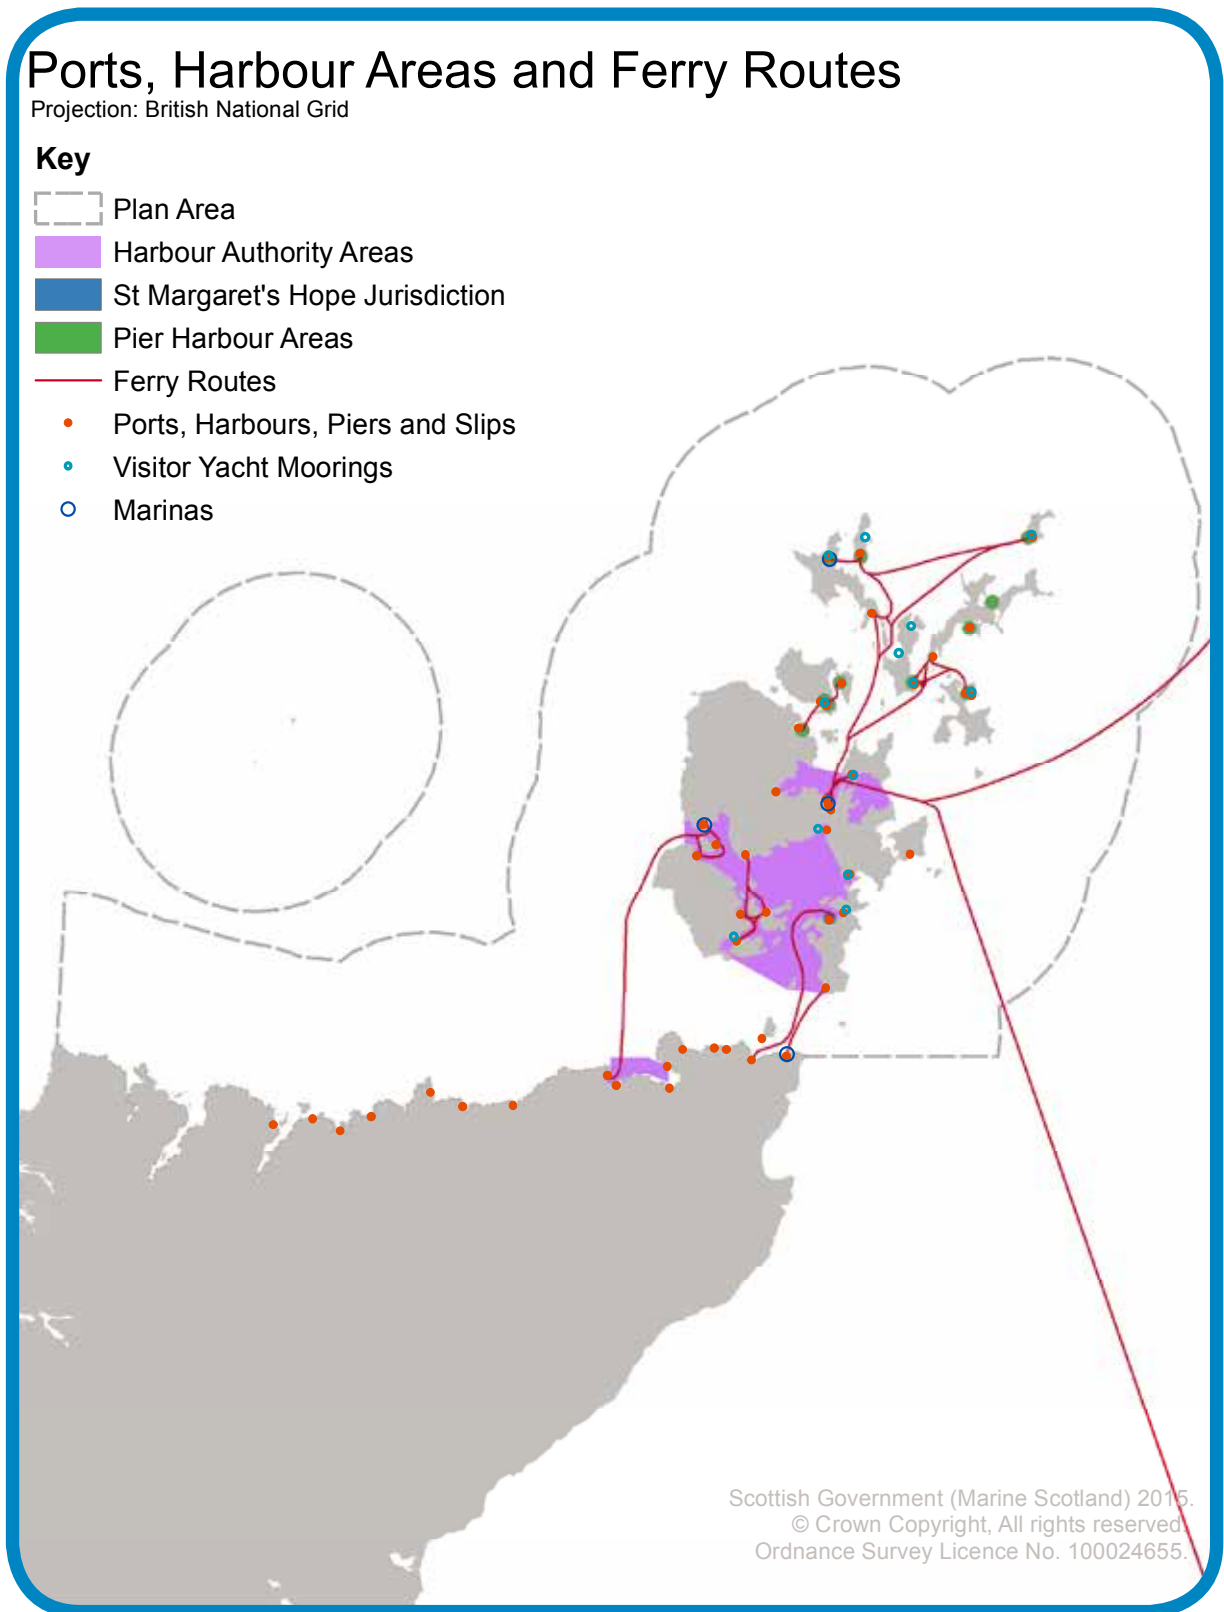 Ports, Harbour Areas and Ferry Routes
Projection: British National Grid
Key
Plan Area
Harbour Authority Areas
St Margaret's Hope Jurisdiction
Pier Harbour Areas
Ferry Routes
Ports, Harbours, Piers and Slips
Visitor Yacht Moorings
Marinas
Scottish Government (Marine Scotland) 2015.
© Crown Copyright, All rights reserved.
Ordnance Survey Licence No. 100024655.